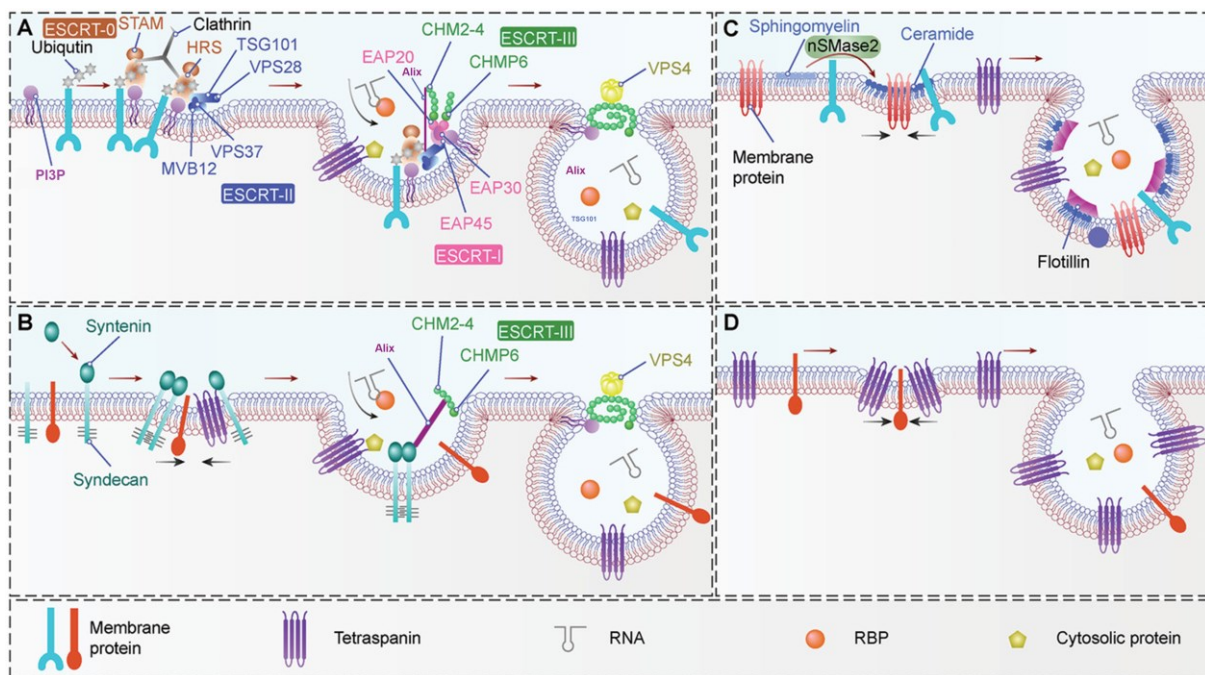 A
ESCRT-0
STAM
Clathrin
Ubiqutin
HRS
TSG101
VPS28
VPS37
MVB12
PI3P
ESCRT-II
CHM2-4
ESCRT-III
EAP20
Alix
CHMP6
EAP30
EAP45
ESCRT-I
VPS4
Alix
TSG101
B
Syntenin
Syndecan
CHM2-4
ESCRT-III
Alix
CHMP6
VPS4
C
Sphingomyelin
nSMase2
Ceramide
Membrane
protein
Flotillin
D
Membrane
protein
Tetraspanin
RNA
RBP
Cytosolic protein